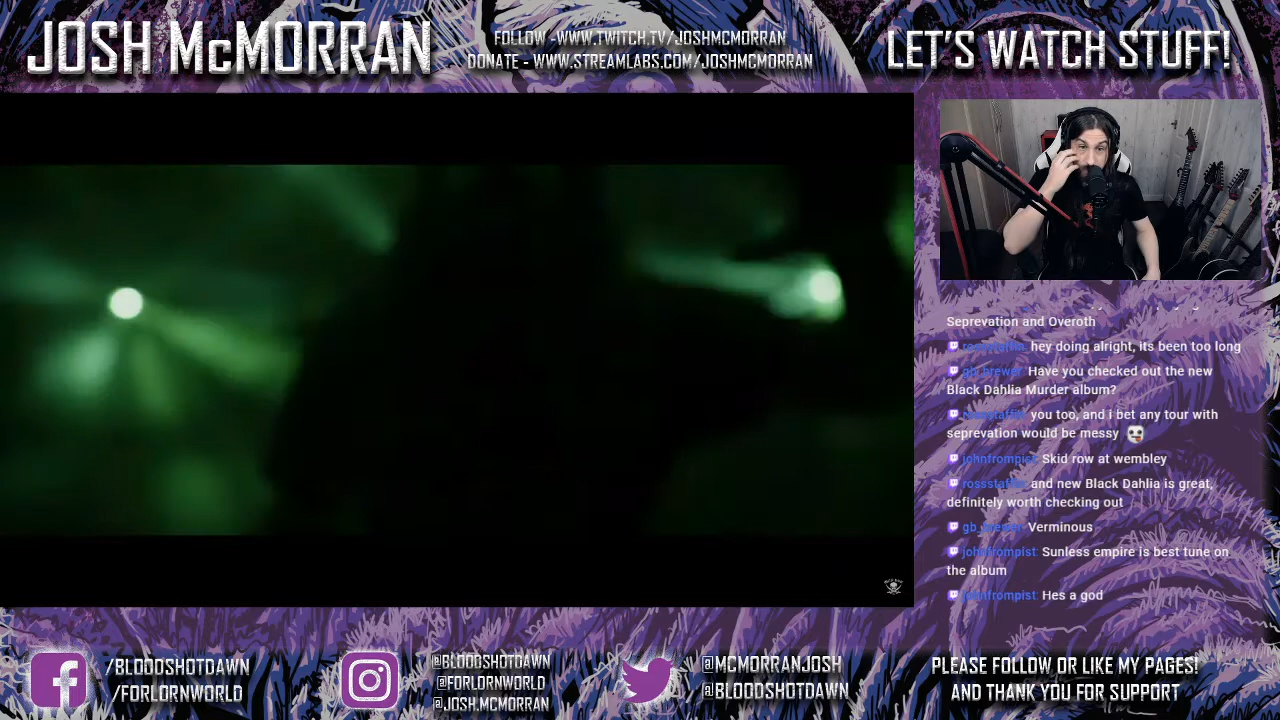 JOSH McMORRAN
FOLLOW -WWW.TWITCH.TV/JOSHMCMORRAN
DONATE - WWW.STREAMLABS.COM/JOSHMCMORRAN
LET'S WATCH STUFF!
Seprevation and Overoth
hey doing alright, its been too long
gb_brewer: Have you checked out the new
Black Dahlia Murder album?
you too, and i bet any tour with
seprevation would be messy
johnfrompist: Skid row at wembley
rossstaffin: and new Black Dahlia is great,
definitely worth checking out
gb_brewer: Verminous
johnfrompist: Sunless empire is best tune on
the album
johnfrompist: Hes a god
/BLOODSHOTDAWN
/FORLORNWORLD
@BLOODSHOTDAWN
@FORLORNWORLD
@JOSH.MCMORRAN
@MCMORRANJOSH
@BLOODSHOTDAWN
PLEASE FOLLOW OR LIKE MY PAGES!
AND THANK YOU FOR SUPPORT